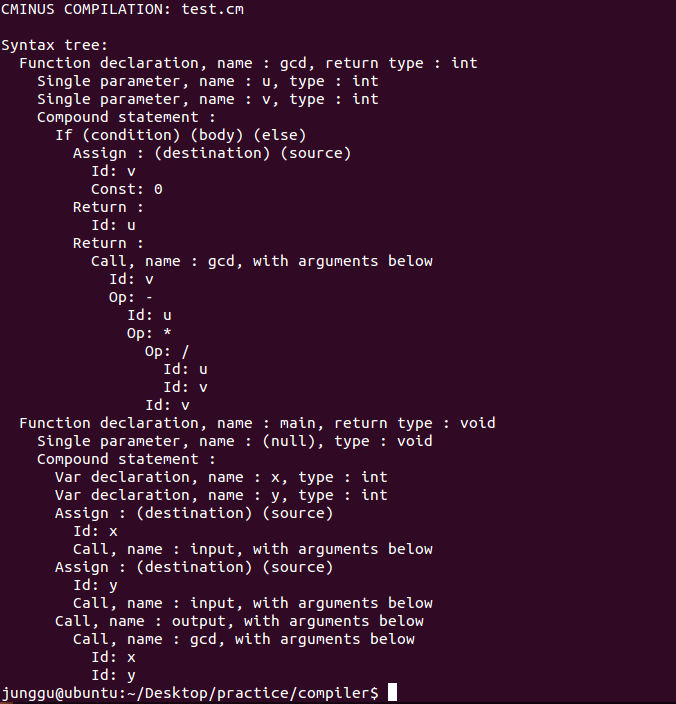 CMINUS COMPILATION: test.cm

Syntax tree:
  Function declaration, name : gcd, return type : int
    Single parameter, name : u, type : int
    Single parameter, name : v, type : int
    Compound statement :
      If (condition) (body) (else)
        Assign : (destination) (source)
          Id: v
          Const: 0
        Return :
          Id: u
        Return :
          Call, name : gcd, with arguments below
            Id: v
            Op: -
              Id: u
              Op: *
                Op: /
                  Id: u
                  Id: v
                Id: v
  Function declaration, name : main, return type : void
    Single parameter, name : (null), type : void
    Compound statement :
      Var declaration, name : x, type : int
      Var declaration, name : y, type : int
      Assign : (destination) (source)
        Id: x
        Call, name : input, with arguments below
      Assign : (destination) (source)
        Id: y
        Call, name : input, with arguments below
      Call, name : output, with arguments below
        Call, name : gcd, with arguments below
          Id: x
          Id: y
junggu@ubuntu:~/Desktop/practice/compiler$